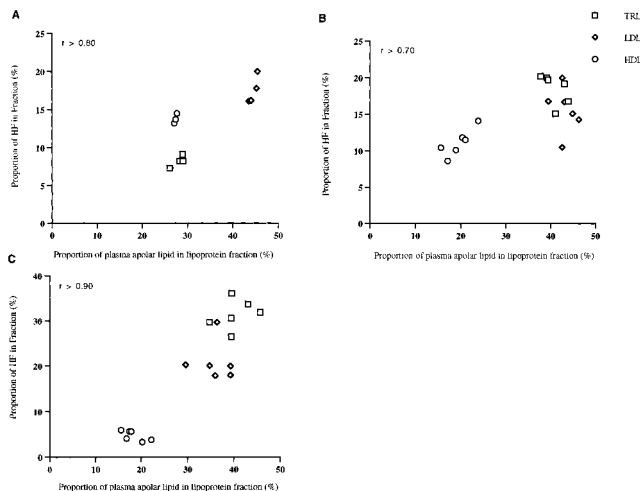 A
r > 0.80
25
20
15
10
5
0
Proportion of HF in Fraction (%)
0 10 20 30 40 50
Proportion of plasma apolar lipid in lipoprotein fraction (%)
B
r > 0.70
25
20
15
10
5
0
Proportion of HF in Fraction (%)
0 10 20 30 40 50
Proportion of plasma apolar lipid in lipoprotein fraction (%)
TRL
LDL
HDL
C
r > 0.90
40
30
20
10
0
Proportion of HF in Fraction (%)
0 10 20 30 40 50
Proportion of plasma apolar lipid in lipoprotein fraction (%)